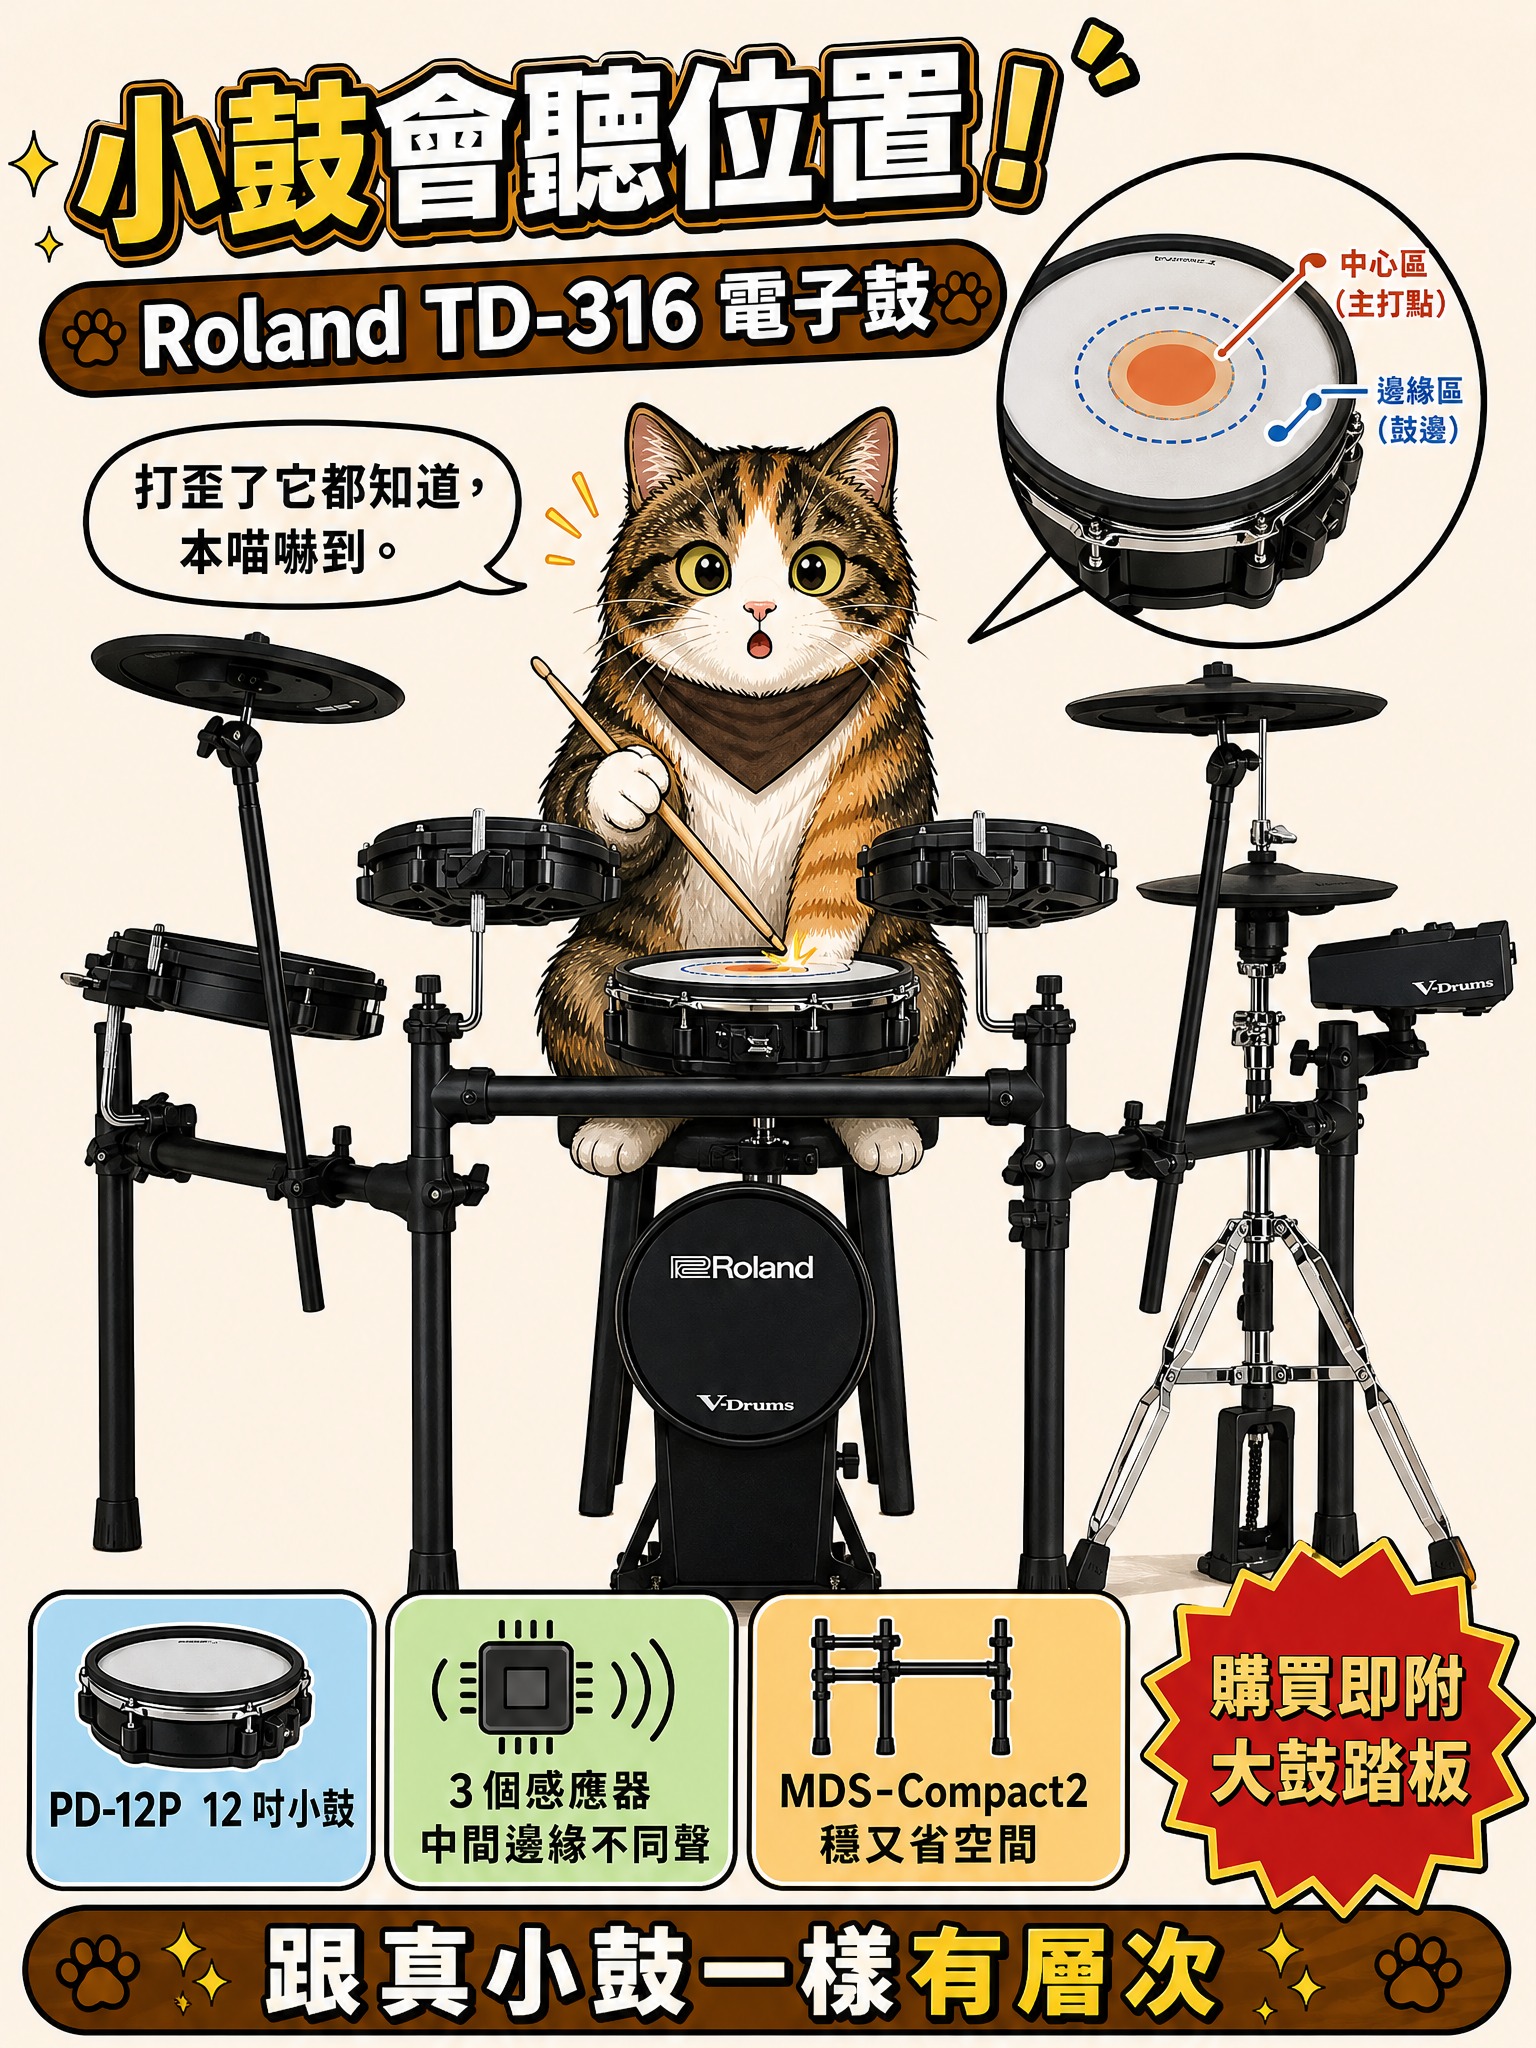 小鼓會聽位置!
Roland TD-316 電子鼓
中心區
(主打點)
邊緣區
(鼓邊)
打歪了它都知道，
本喵嚇到。
V-Drums
Roland
V-Drums
PD-12P 12吋小鼓
3個感應器
中間邊緣不同聲
MDS-Compact2
穩又省空間
購買即附
大鼓踏板
跟真小鼓一樣有層次